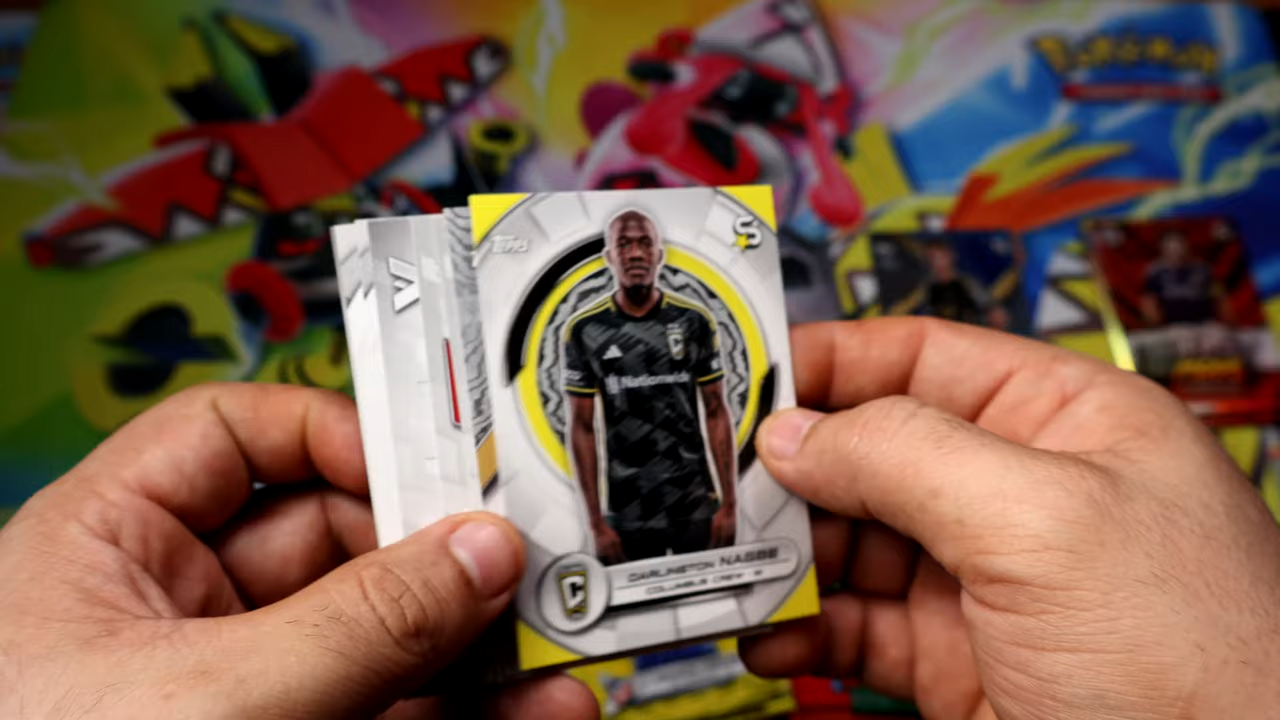 Pokémon
TOPPS
S
C
Nationwide
DARLINGTON NAGBE
COLUMBUS CREW · M
C